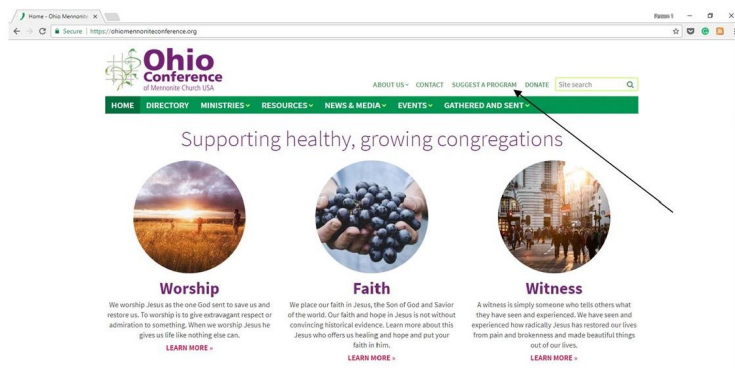 Home - Ohio Mennonite
Secure | https://ohiomennoniteconference.org
Ohio
Conference
of Mennonite Church USA
ABOUT US CONTACT SUGGEST A PROGRAM DONATE Site search
HOME DIRECTORY MINISTRIES RESOURCES NEWS & MEDIA EVENTS GATHERED AND SENT
Supporting healthy, growing congregations
Worship
We worship Jesus as the one God sent to save us and
restore us. To worship is to give extravagant respect or
admiration to something. When we worship Jesus he
gives us life like nothing else can.
LEARN MORE »
Faith
We place our faith in Jesus, the Son of God and Savior
of the world. Our faith and hope in Jesus is not without
convincing historical evidence. Learn more about this
Jesus who offers us healing and hope and put your
faith in him.
LEARN MORE »
Witness
A witness is simply someone who tells others what
they have seen and experienced. We have seen and
experienced how radically Jesus has restored our lives
from pain and brokenness and made beautiful things
out of our lives.
LEARN MORE »